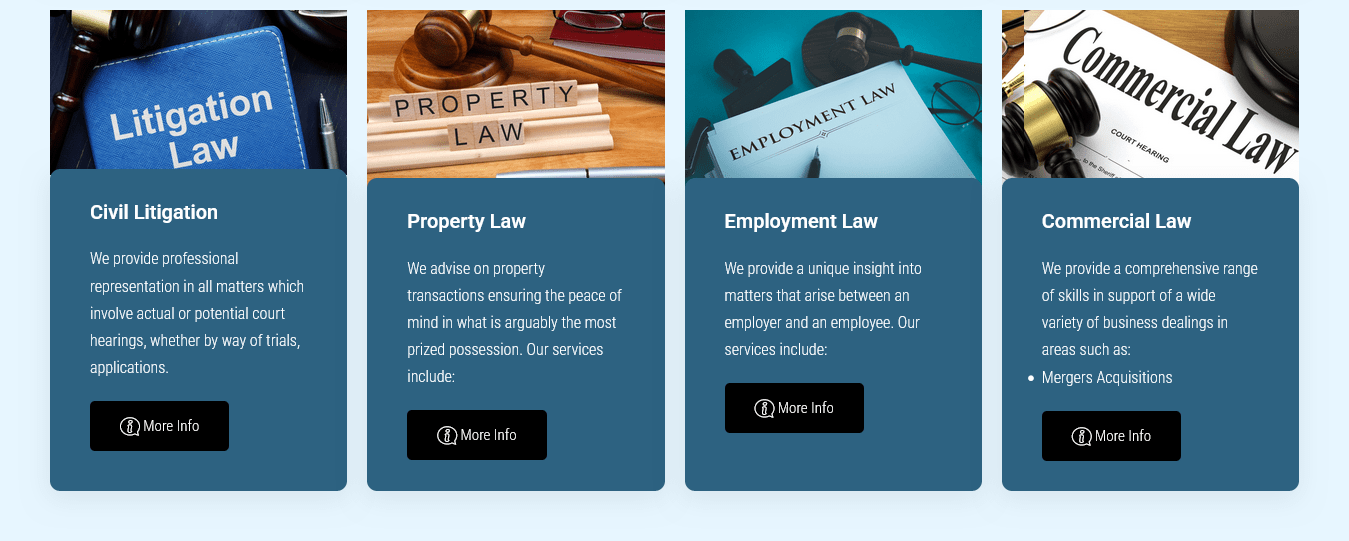 Litigation
Law
Civil Litigation
We provide professional
representation in all matters which
involve actual or potential court
hearings, whether by way of trials,
applications.
More Info
PROPERTY
LAW
Property Law
We advise on property
transactions ensuring the peace of
mind in what is arguably the most
prized possession. Our services
include:
More Info
EMPLOYMENT LAW
Employment Law
We provide a unique insight into
matters that arise between an
employer and an employee. Our
services include:
More Info
Commercial Law
COURT HEARING
, to the Sheriff
Commercial Law
We provide a comprehensive range
of skills in support of a wide
variety of business dealings in
areas such as:
• Mergers Acquisitions
More Info